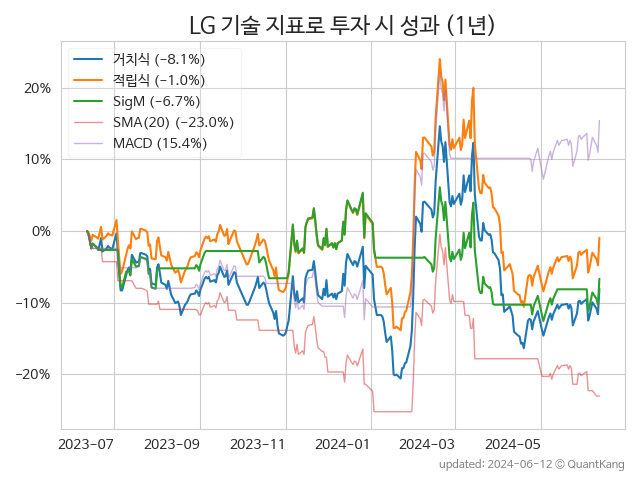 LG 기술 지표로 투자 시 성과 (1년)
거치식 (−8.1%)
적립식 (−1.0%)
SigM (−6.7%)
SMA(20) (−23.0%)
MACD (15.4%)
20%
10%
0%
−10%
−20%
2023-07 2023-09 2023-11 2024-01 2024-03 2024-05
updated: 2024-06-12 © QuantKang